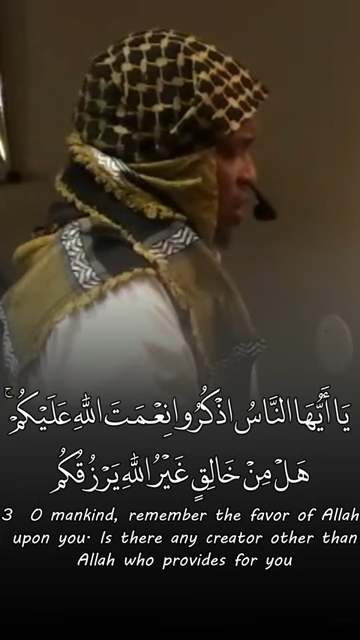 يَا أَيُّهَا النَّاسُ اذْكُرُوا نِعْمَتَ اللَّهِ عَلَيْكُمْ ۚ
هَلْ مِنْ خَالِقٍ غَيْرُ اللَّهِ يَرْزُقُكُم
3 O mankind, remember the favor of Allah
upon you. Is there any creator other than
Allah who provides for you